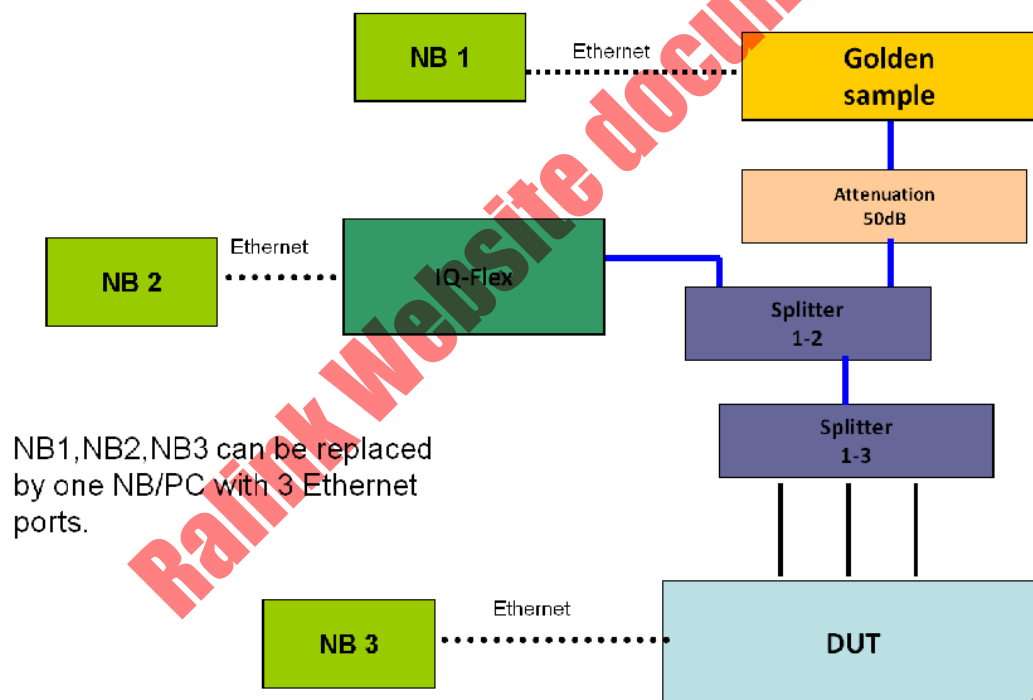 NB 1
Ethernet
Golden
sample
Attenuation
50dB
Ethernet
NB 2
IQ-Flex
Splitter
1-2
Splitter
1-3
NB1,NB2,NB3 can be replaced
by one NB/PC with 3 Ethernet
ports.
Ethernet
NB 3
DUT
Ralink Website docum